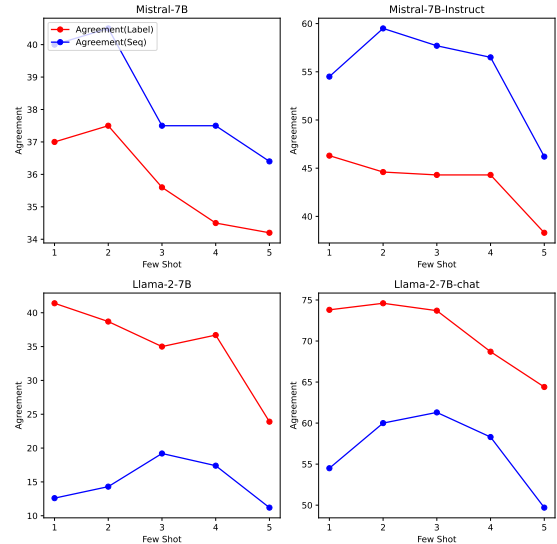 Mistral-7B
Agreement(Label)
Agreement(Seq)
Agreement
40
39
38
37
36
35
34
1 2 3 4 5
Few Shot
Mistral-7B-Instruct
Agreement
60
55
50
45
40
1 2 3 4 5
Few Shot
Llama-2-7B
Agreement
40
35
30
25
20
15
10
1 2 3 4 5
Few Shot
Llama-2-7B-chat
Agreement
75
70
65
60
55
50
1 2 3 4 5
Few Shot